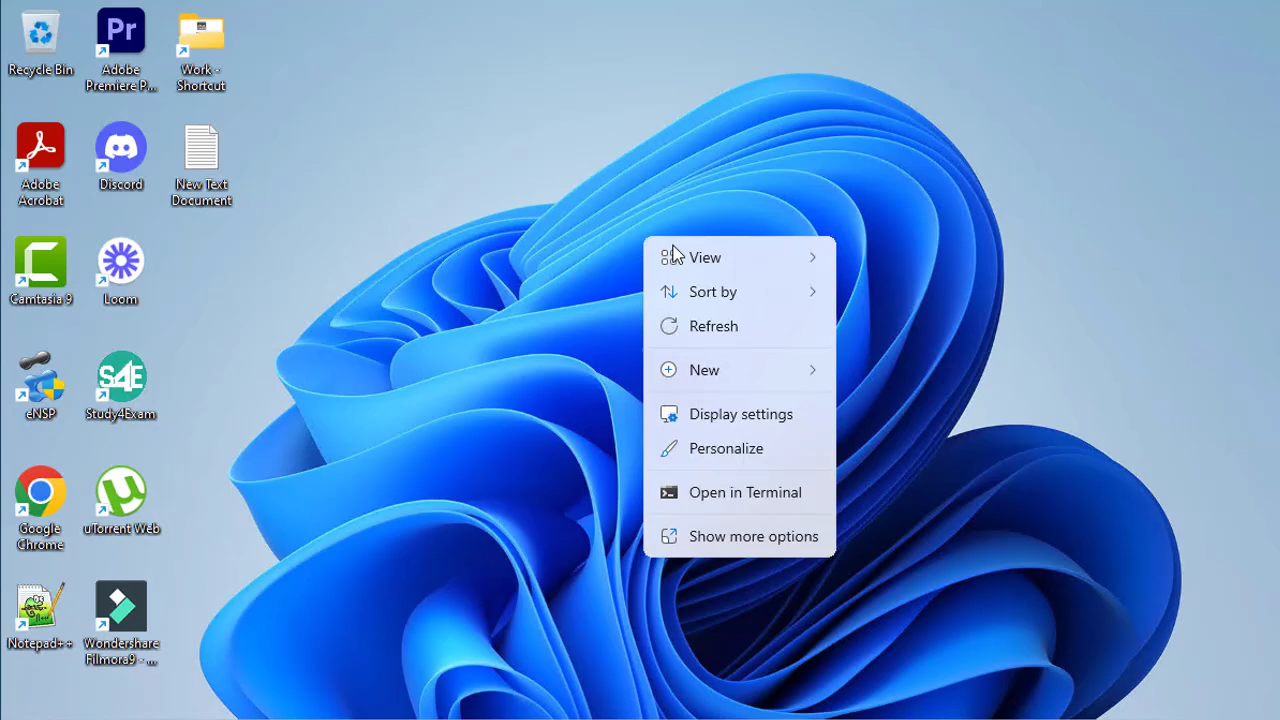 Recycle Bin
Pr
Adobe
Premiere P...
Work -
Shortcut
Adobe
Acrobat
Discord
New Text
Document
C
Camtasia 9
Loom
eNSP
S4E
Study4Exam
Google
Chrome
uTorrent Web
Notepad++
Wondershare
Filmora9 - ...
View
Sort by
Refresh
New
Display settings
Personalize
Open in Terminal
Show more options